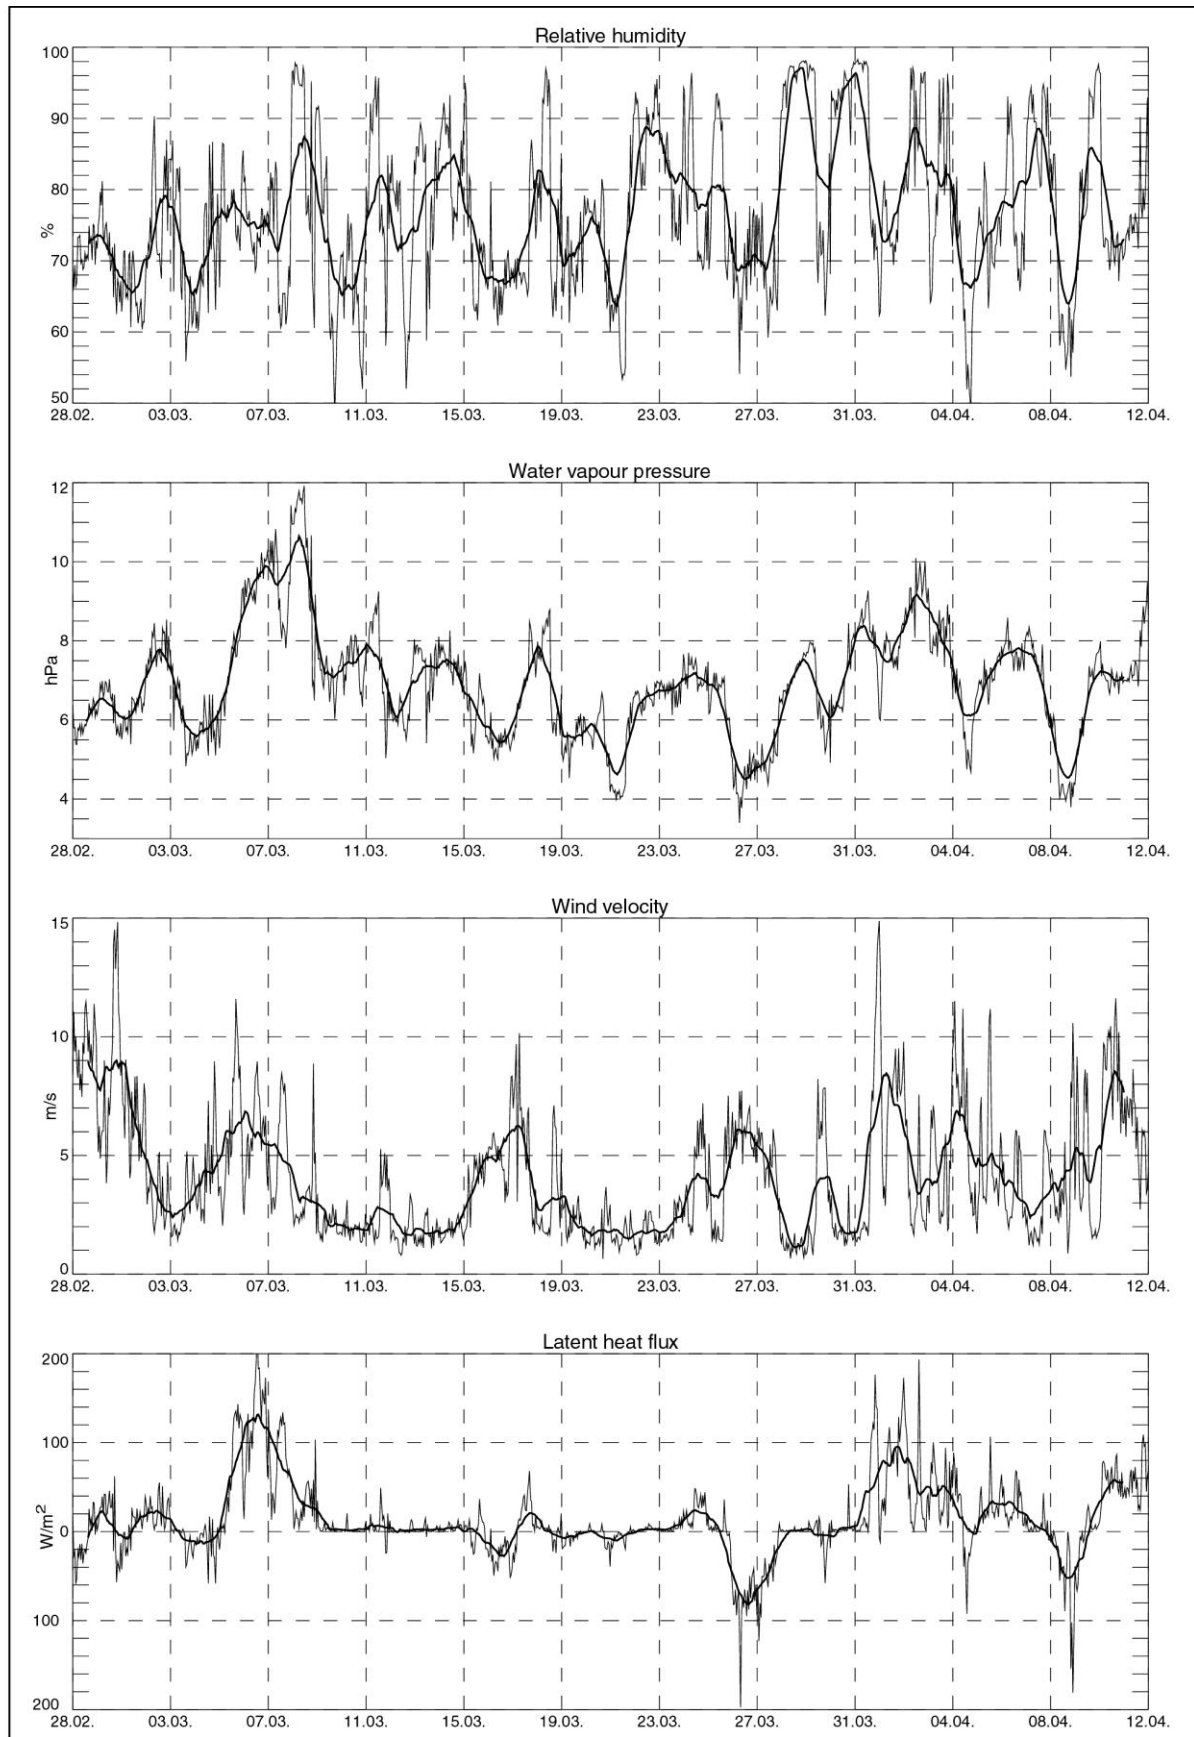 Relative humidity
100
90
80
70
60
50
%
28.02. 03.03. 07.03. 11.03. 15.03. 19.03. 23.03. 27.03. 31.03. 04.04. 08.04. 12.04.
Water vapour pressure
12
10
8
6
4
hPa
28.02. 03.03. 07.03. 11.03. 15.03. 19.03. 23.03. 27.03. 31.03. 04.04. 08.04. 12.04.
Wind velocity
15
10
5
0
m/s
28.02. 03.03. 07.03. 11.03. 15.03. 19.03. 23.03. 27.03. 31.03. 04.04. 08.04. 12.04.
Latent heat flux
200
100
0
100
200
W/m²
28.02. 03.03. 07.03. 11.03. 15.03. 19.03. 23.03. 27.03. 31.03. 04.04. 08.04. 12.04.